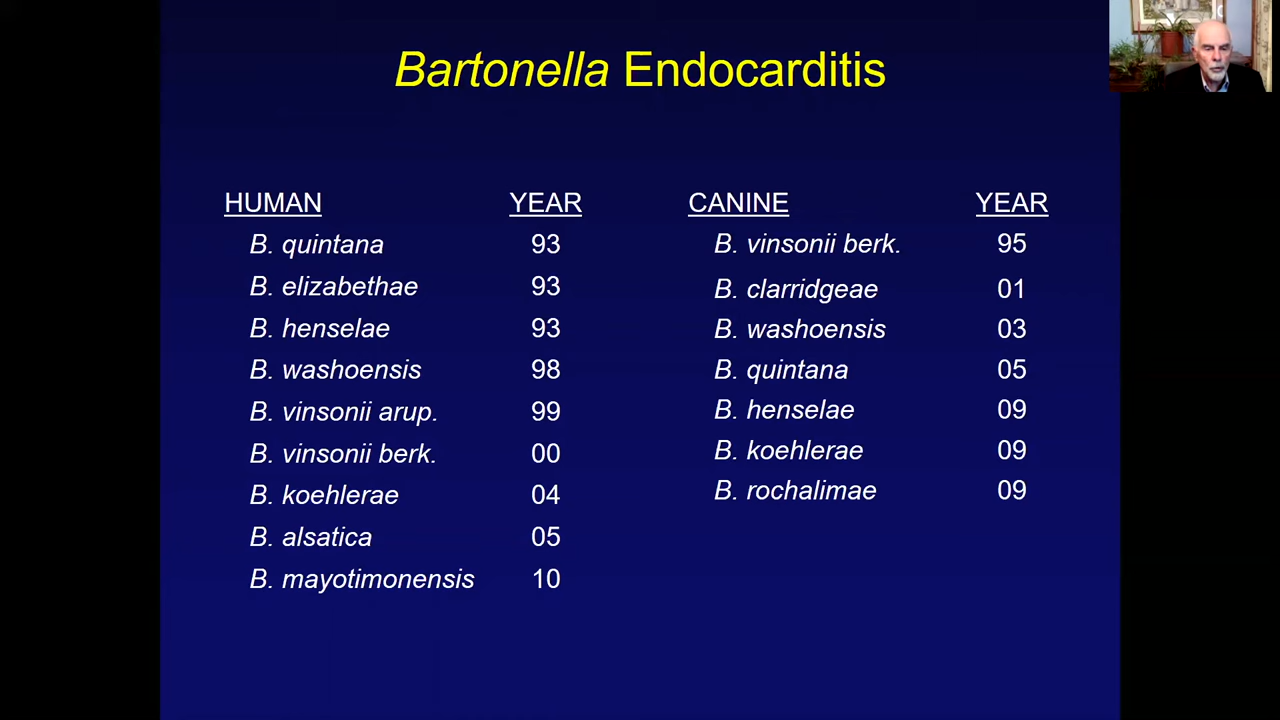 Bartonella Endocarditis
HUMAN YEAR
B. quintana 93
B. elizabethae 93
B. henselae 93
B. washoensis 98
B. vinsonii arup. 99
B. vinsonii berk. 00
B. koehlerae 04
B. alsatica 05
B. mayotimonensis 10
CANINE YEAR
B. vinsonii berk. 95
B. clarridgeae 01
B. washoensis 03
B. quintana 05
B. henselae 09
B. koehlerae 09
B. rochalimae 09